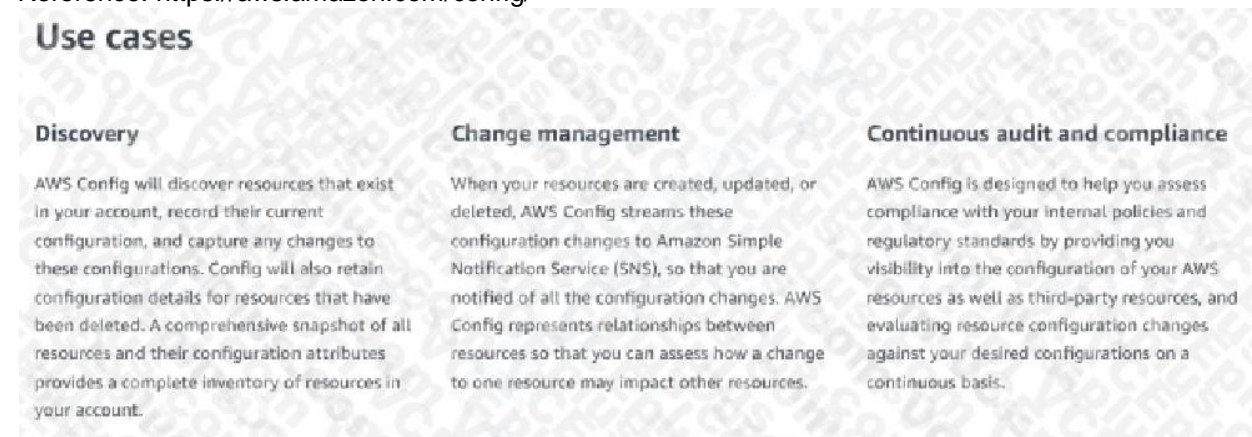 Reference: https://aws.amazon.com/config/
Use cases
Discovery
AWS Config will discover resources that exist
in your account, record their current
configuration, and capture any changes to
these configurations. Config will also retain
configuration details for resources that have
been deleted. A comprehensive snapshot of all
resources and their configuration attributes
provides a complete inventory of resources in
your account.
Change management
When your resources are created, updated, or
deleted, AWS Config streams these
configuration changes to Amazon Simple
Notification Service (SNS), so that you are
notified of all the configuration changes. AWS
Config represents relationships between
resources so that you can assess how a change
to one resource may impact other resources.
Continuous audit and compliance
AWS Config is designed to help you assess
compliance with your internal policies and
regulatory standards by providing you
visibility into the configuration of your AWS
resources as well as third-party resources, and
evaluating resource configuration changes
against your desired configurations on a
continuous basis.